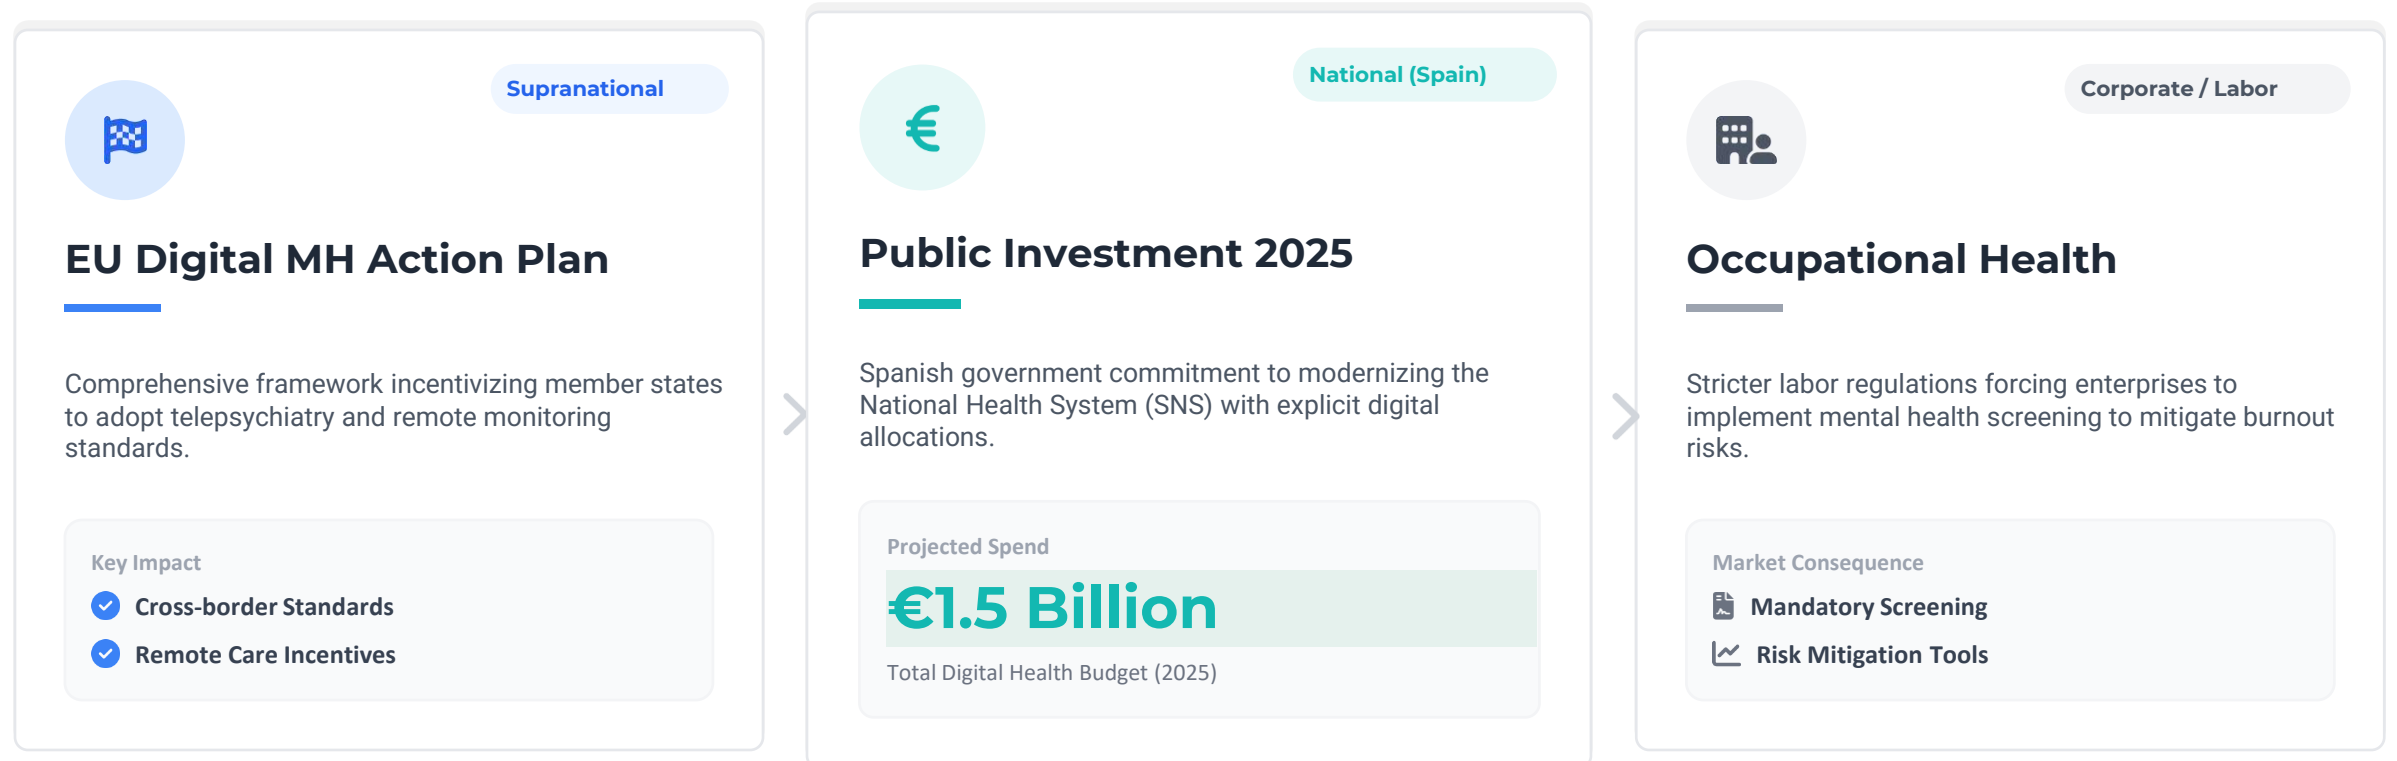 Supranational
EU Digital MH Action Plan
Comprehensive framework incentivizing member states
to adopt telepsychiatry and remote monitoring
standards.
Key Impact
Cross-border Standards
Remote Care Incentives
National (Spain)
€
Public Investment 2025
Spanish government commitment to modernizing the
National Health System (SNS) with explicit digital
allocations.
Projected Spend
€1.5 Billion
Total Digital Health Budget (2025)
Corporate / Labor
Occupational Health
Stricter labor regulations forcing enterprises to
implement mental health screening to mitigate burnout
risks.
Market Consequence
Mandatory Screening
Risk Mitigation Tools